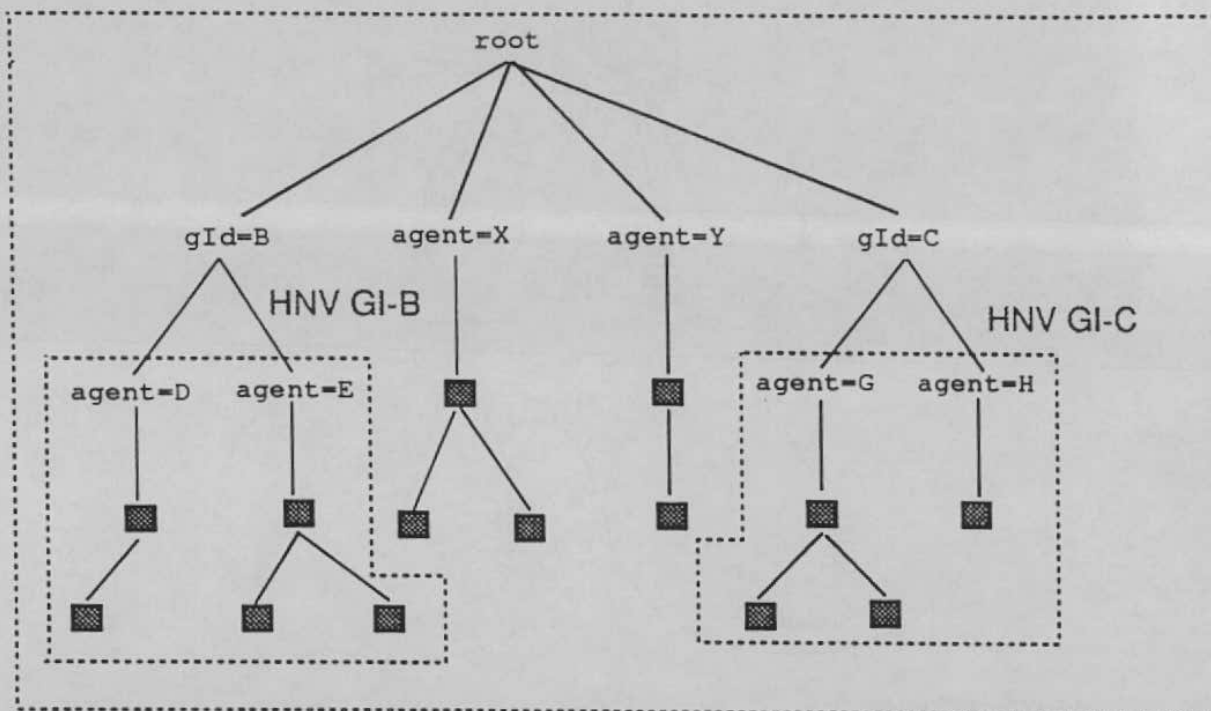 root
gId=B
agent=X
agent=Y
gId=C
HNV GI-B
HNV GI-C
agent=D
agent=E
agent=G
agent=H